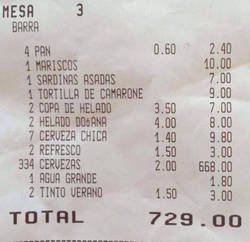 MESA 3
BARRA
4 PAN 0.60 2.40
1 MARISCOS 10.00
1 SARDINAS ASADAS 7.00
1 TORTILLA DE CAMARONE 9.00
2 COPA DE HELADO 3.50 7.00
2 HELADO DOñANA 4.00 8.00
7 CERVEZA CHICA 1.40 9.80
2 REFRESCO 1.50 3.00
334 CERVEZAS 2.00 668.00
1 AGUA GRANDE 1.80
2 TINTO VERANO 1.50 3.00
TOTAL 729.00